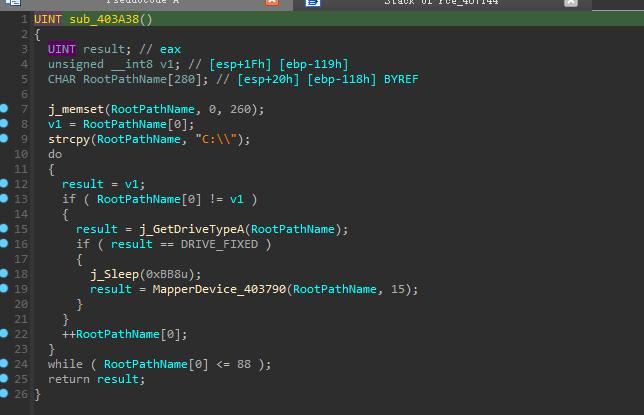 Pseudocode-A
1 UINT sub_403A38()
2 {
3 UINT result; // eax
4 unsigned __int8 v1; // [esp+1Fh] [ebp-119h]
5 CHAR RootPathName[280]; // [esp+20h] [ebp-118h] BYREF
6
7 j_memset(RootPathName, 0, 260);
8 v1 = RootPathName[0];
9 strcpy(RootPathName, "C:\\");
10 do
11 {
12 result = v1;
13 if ( RootPathName[0] != v1 )
14 {
15 result = j_GetDriveTypeA(RootPathName);
16 if ( result == DRIVE_FIXED )
17 {
18 j_Sleep(0xBB8u);
19 result = MapperDevice_403790(RootPathName, 15);
20 }
21 }
22 ++RootPathName[0];
23 }
24 while ( RootPathName[0] <= 88 );
25 return result;
26 }